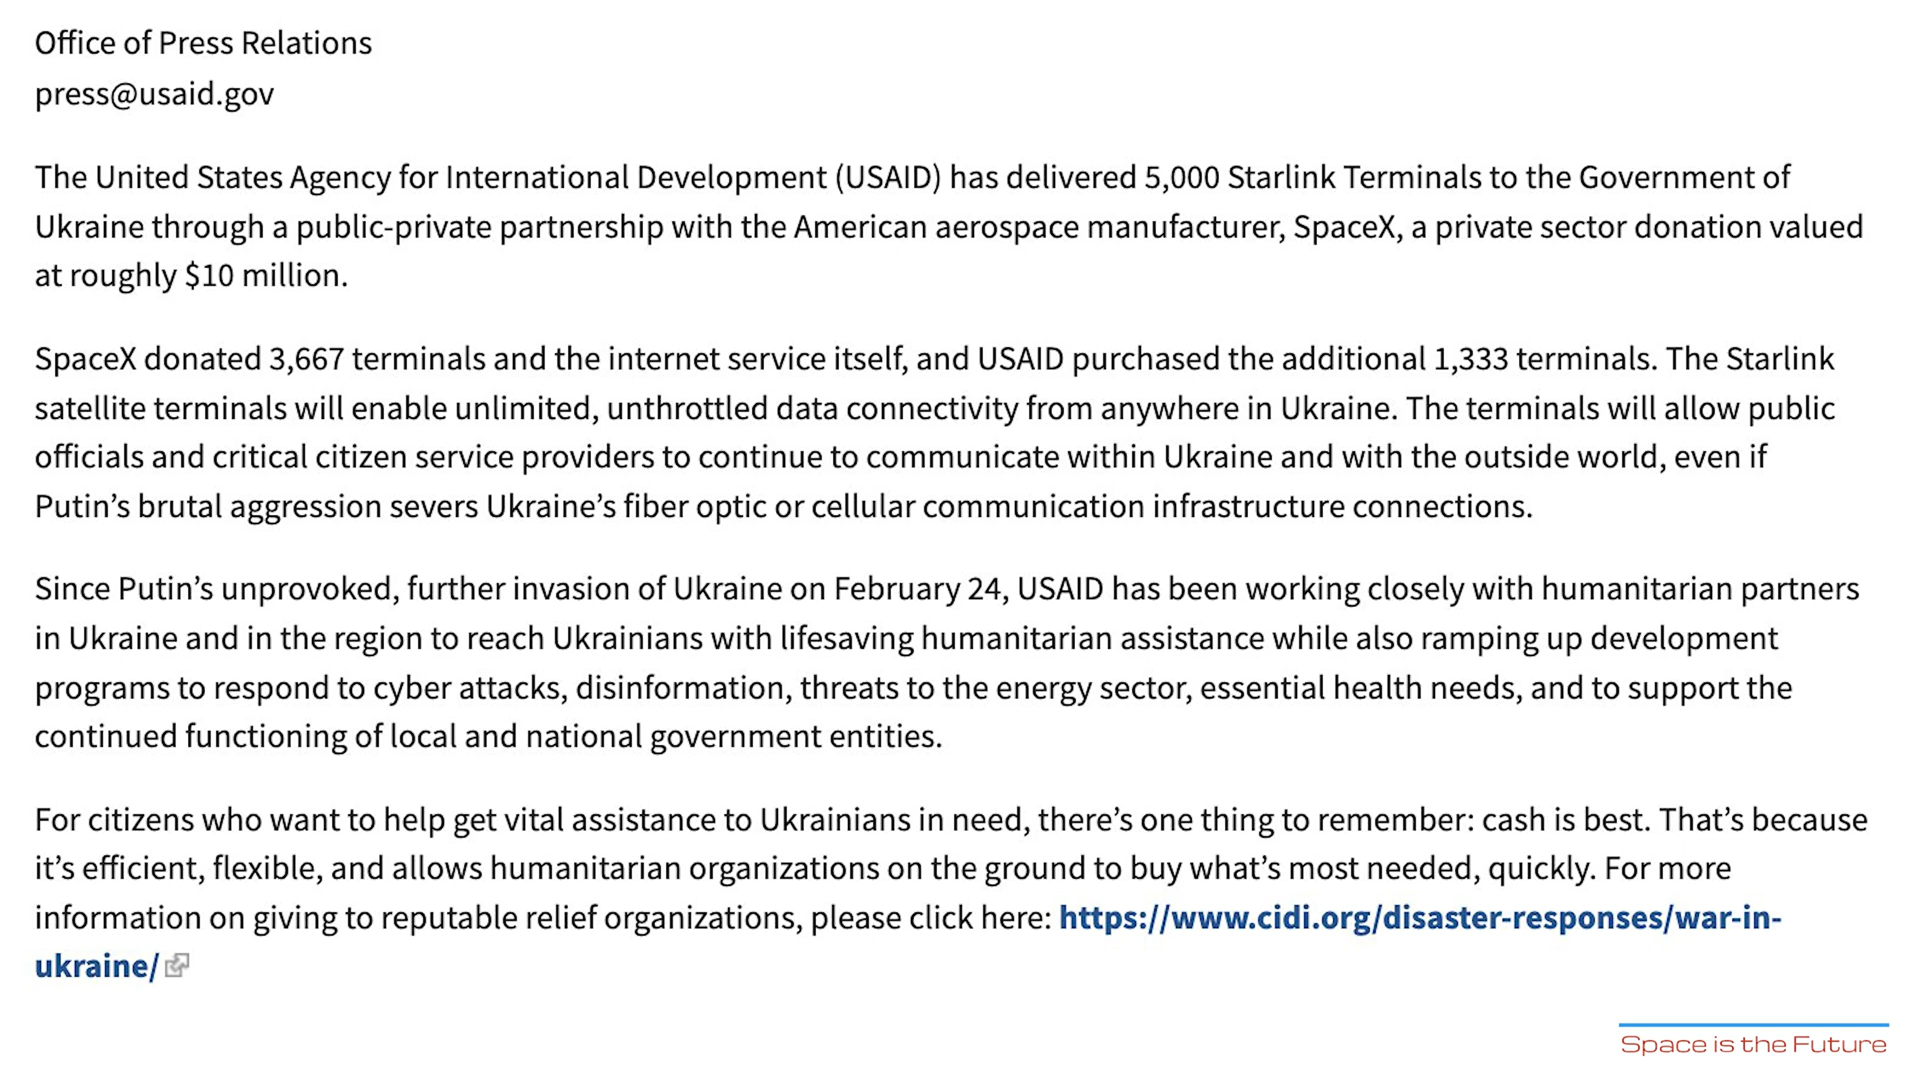 Office of Press Relations
press@usaid.gov
The United States Agency for International Development (USAID) has delivered 5,000 Starlink Terminals to the Government of
Ukraine through a public-private partnership with the American aerospace manufacturer, SpaceX, a private sector donation valued
at roughly $10 million.
SpaceX donated 3,667 terminals and the internet service itself, and USAID purchased the additional 1,333 terminals. The Starlink
satellite terminals will enable unlimited, unthrottled data connectivity from anywhere in Ukraine. The terminals will allow public
officials and critical citizen service providers to continue to communicate within Ukraine and with the outside world, even if
Putin’s brutal aggression severs Ukraine’s fiber optic or cellular communication infrastructure connections.
Since Putin’s unprovoked, further invasion of Ukraine on February 24, USAID has been working closely with humanitarian partners
in Ukraine and in the region to reach Ukrainians with lifesaving humanitarian assistance while also ramping up development
programs to respond to cyber attacks, disinformation, threats to the energy sector, essential health needs, and to support the
continued functioning of local and national government entities.
For citizens who want to help get vital assistance to Ukrainians in need, there’s one thing to remember: cash is best. That’s because
it’s efficient, flexible, and allows humanitarian organizations on the ground to buy what’s most needed, quickly. For more
information on giving to reputable relief organizations, please click here: https://www.cidi.org/disaster-responses/war-in-
ukraine/
Space is the Future